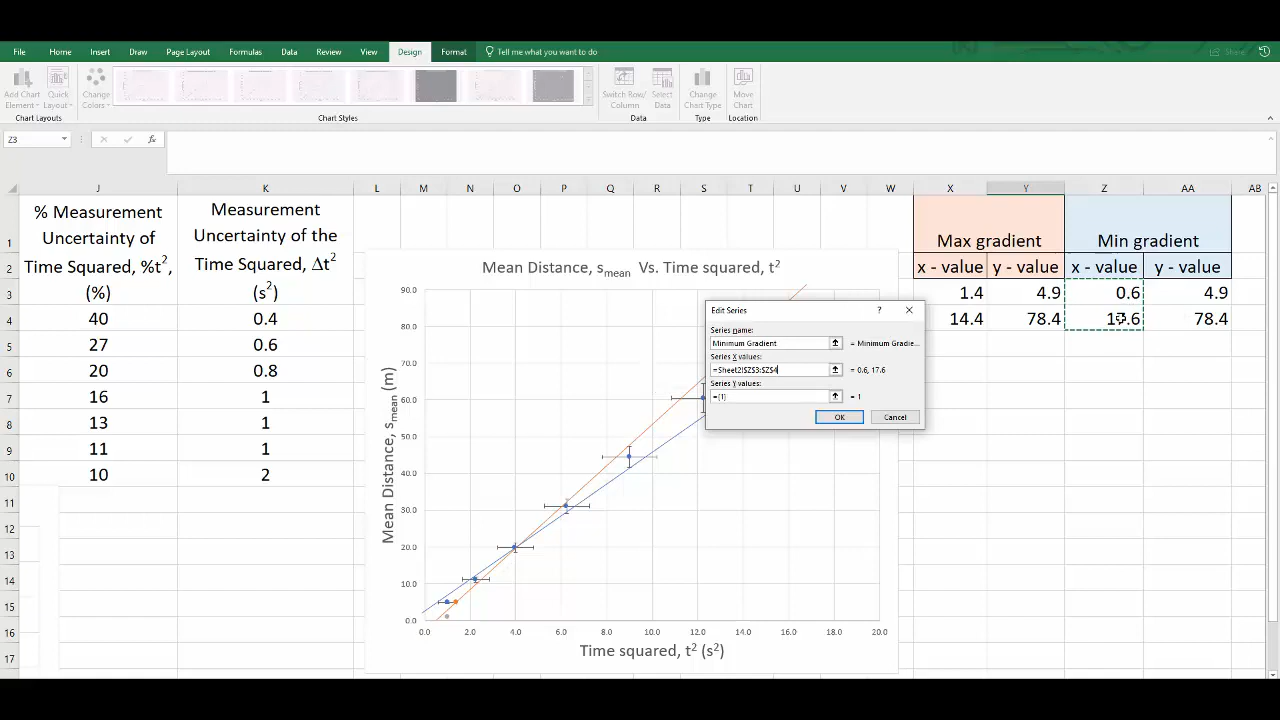 File Home Insert Draw Page Layout Formulas Data Review View Design Format Tell me what you want to do Share
Add Chart Element Quick Layout Change Colors Switch Row/ Column Select Data Change Chart Type Move Chart
Chart Layouts Chart Styles Data Type Location
Z3 fx
J K L M N O P Q R S T U V W X Y Z AA AB
1 % Measurement Uncertainty of Time Squared, %t², Measurement Uncertainty of the Time Squared, Δt² Max gradient Min gradient
2 x - value y - value x - value y - value
3 (%) (s²) 1.4 4.9 0.6 4.9
4 40 0.4 14.4 78.4 17.6 78.4
5 27 0.6
6 20 0.8
7 16 1
8 13 1
9 11 1
10 10 2
11
12
13
14
15
16
17
Mean Distance, smean Vs. Time squared, t²
Mean Distance, smean (m)
90.0
80.0
70.0
60.0
50.0
40.0
30.0
20.0
10.0
0.0
0.0 2.0 4.0 6.0 8.0 10.0 12.0 14.0 16.0 18.0 20.0
Time squared, t² (s²)
Edit Series ?
Series name:
Minimum Gradient = Minimum Gradie...
Series X values:
=Sheet2!$Z$3:$Z$4 = 0.6, 17.6
Series Y values:
={1} = 1
OK Cancel